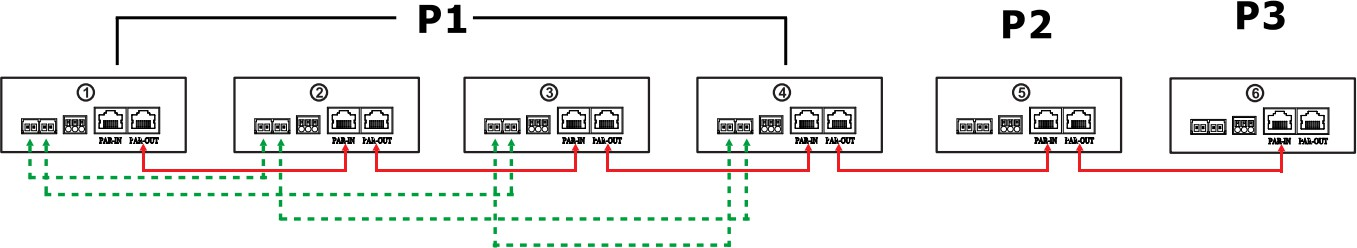 P1
P2
P3
① ② ③ ④ ⑤ ⑥
PAR-IN PAR-OUT PAR-IN PAR-OUT PAR-IN PAR-OUT PAR-IN PAR-OUT PAR-IN PAR-OUT PAR-IN PAR-OUT